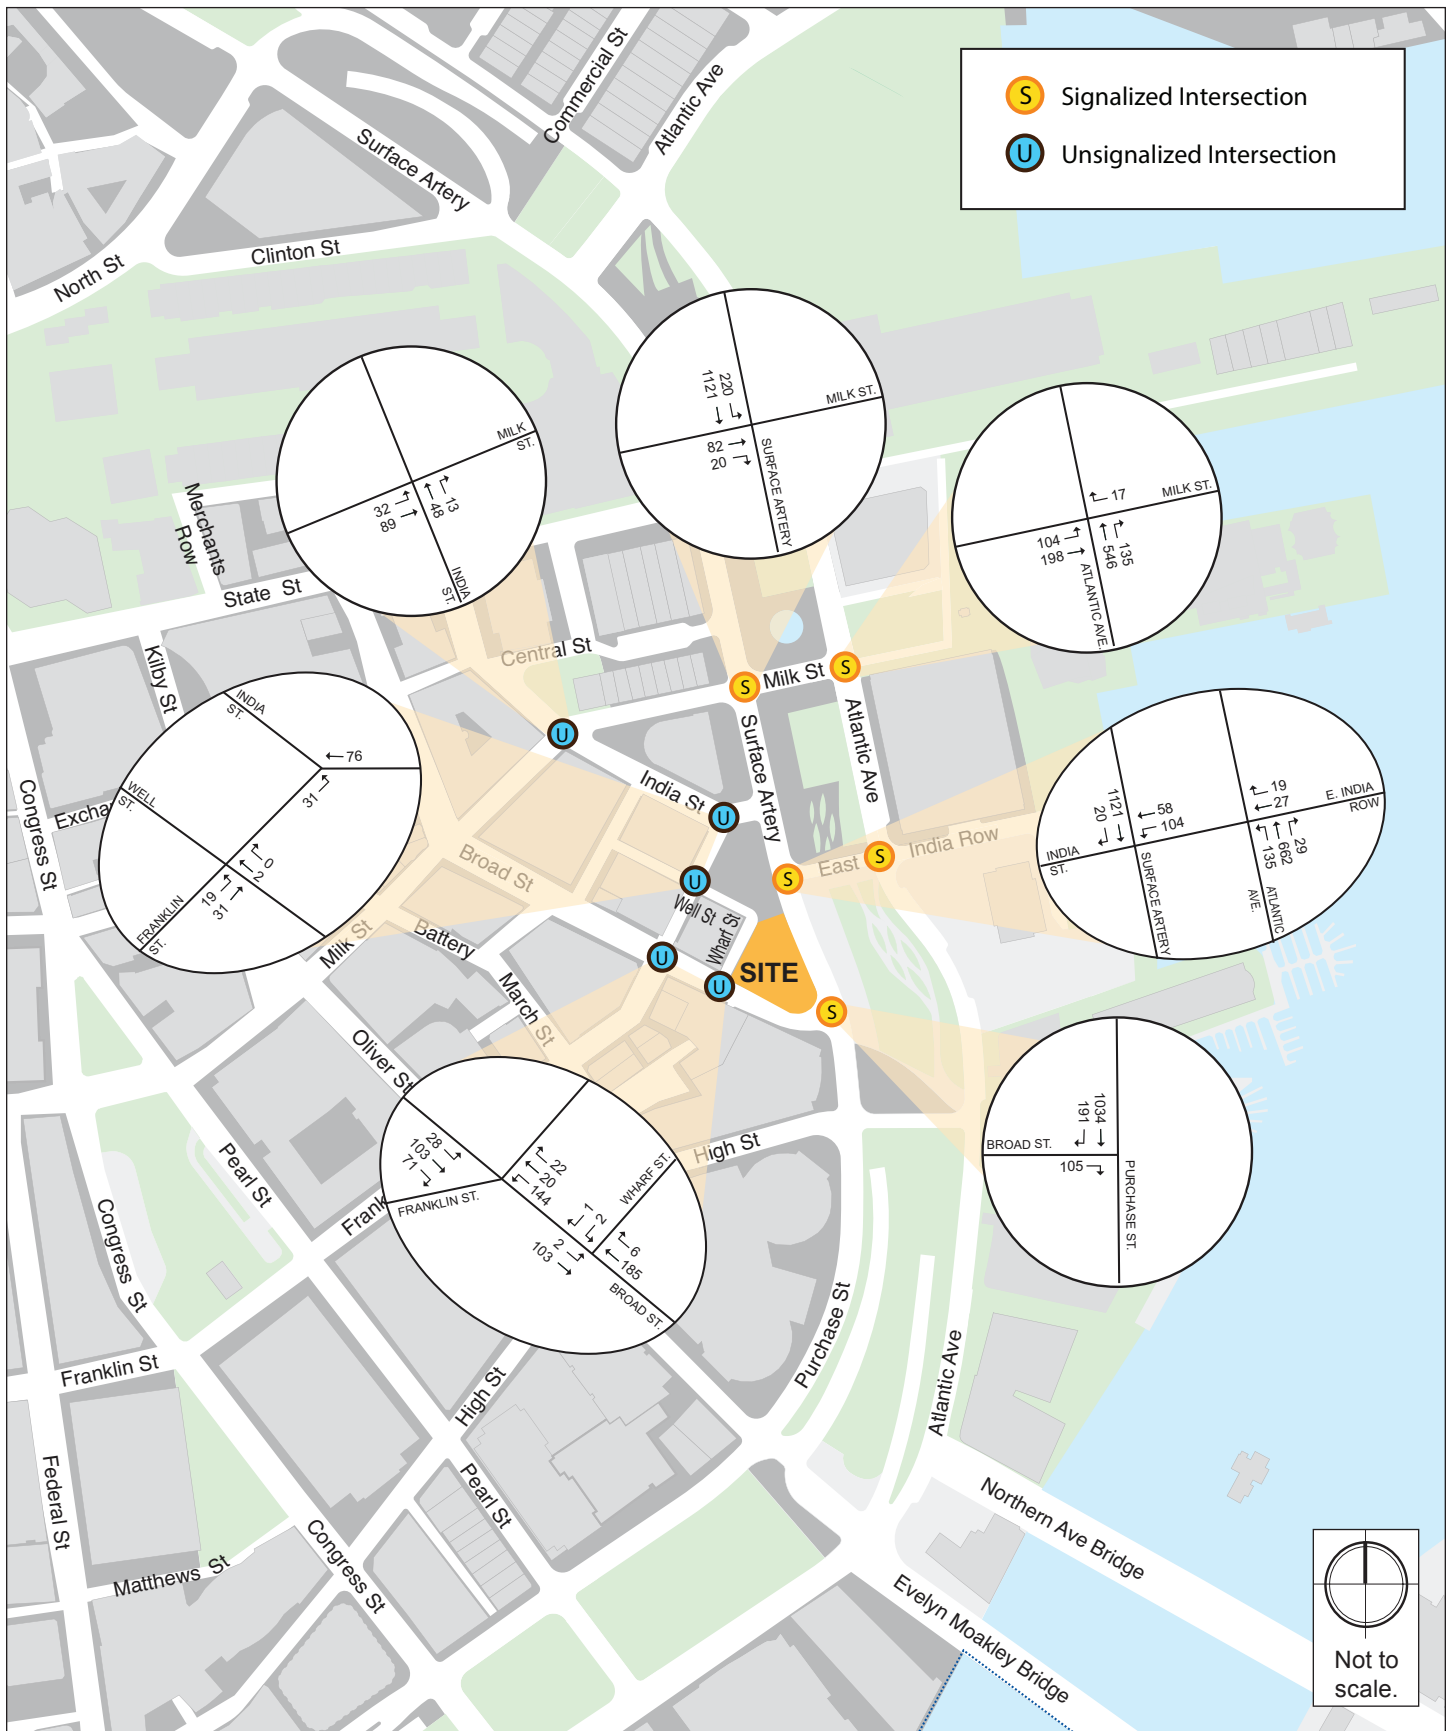 S Signalized Intersection
U Unsignalized Intersection
Commercial St
Atlantic Ave
Surface Artery
Clinton St
North St
220
1121
MILK ST.
82
20
SURFACE ARTERY
MILK
ST.
32
89
48
13
INDIA
ST.
17
MILK ST.
104
198
546
135
ATLANTIC AVE.
Merchants
Row
State St
Central St
Kilby St
S
Milk St
S
U
Surface Artery
Atlantic Ave
India St
U
INDIA
ST.
76
31
WELL
ST.
0
2
19
31
FRANKLIN
ST.
Congress St
Exchan
Broad St
U
Well St
Wharf St
S
East
S
India Row
19
27
E. INDIA
ROW
1121
20
58
104
INDIA
ST.
135
662
29
SURFACE ARTERY
ATLANTIC
AVE.
Milk St
Battery
March St
U
U
SITE
S
Oliver St
28
103
71
22
20
144
FRANKLIN ST.
WHARF ST.
1
2
2
103
6
185
BROAD ST.
1034
191
BROAD ST.
105
PURCHASE ST.
High St
Pearl St
Frank
Congress St
Purchase St
Atlantic Ave
Franklin St
High St
Federal St
Pearl St
Northern Ave Bridge
Matthews St
Congress St
Evelyn Moakley Bridge
Not to
scale.